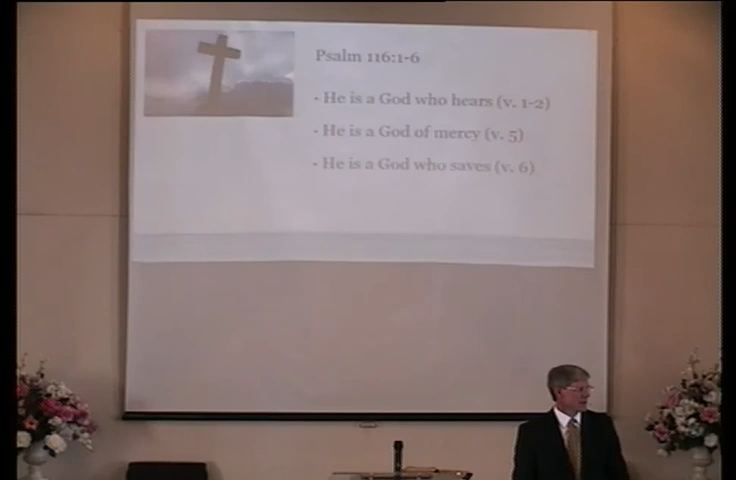 Psalm 116:1-6
- He is a God who hears (v. 1-2)
- He is a God of mercy (v. 5)
- He is a God who saves (v. 6)